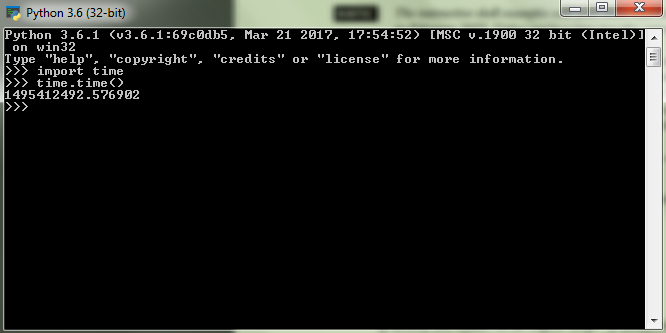 Python 3.6 (32-bit)
Python 3.6.1 (v3.6.1:69c0db5, Mar 21 2017, 17:54:52) [MSC v.1900 32 bit (Intel)]
 on win32
Type "help", "copyright", "credits" or "license" for more information.
>>> import time
>>> time.time()
1495412492.576902
>>>